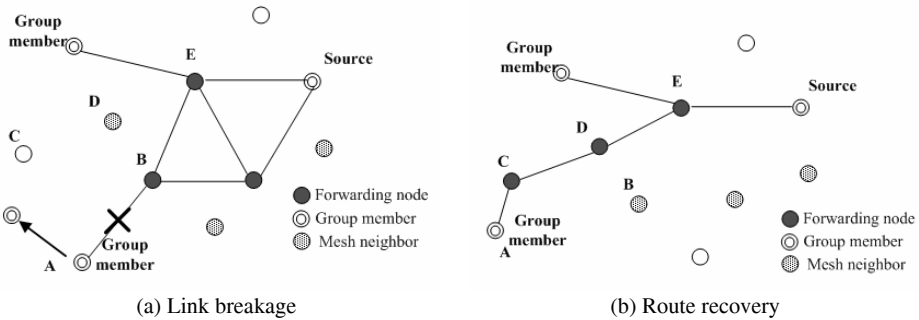 Group
member
E
Source
D
C
B
Forwarding node
Group member
Mesh neighbor
Group
member
A
(a) Link breakage
Group
member
E
Source
D
C
B
Group
member
A
Forwarding node
Group member
Mesh neighbor
(b) Route recovery